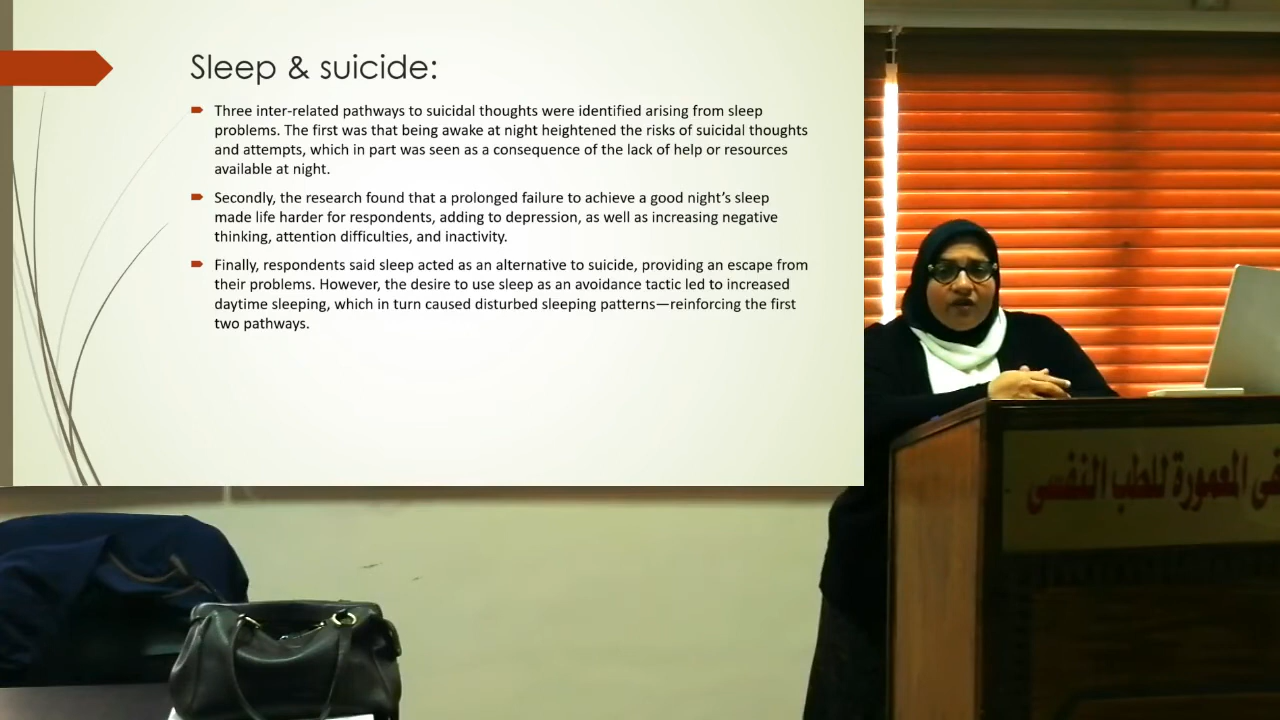 Sleep & suicide:
Three inter-related pathways to suicidal thoughts were identified arising from sleep
problems. The first was that being awake at night heightened the risks of suicidal thoughts
and attempts, which in part was seen as a consequence of the lack of help or resources
available at night.
Secondly, the research found that a prolonged failure to achieve a good night’s sleep
made life harder for respondents, adding to depression, as well as increasing negative
thinking, attention difficulties, and inactivity.
Finally, respondents said sleep acted as an alternative to suicide, providing an escape from
their problems. However, the desire to use sleep as an avoidance tactic led to increased
daytime sleeping, which in turn caused disturbed sleeping patterns—reinforcing the first
two pathways.
المعمورة للطب النفسى